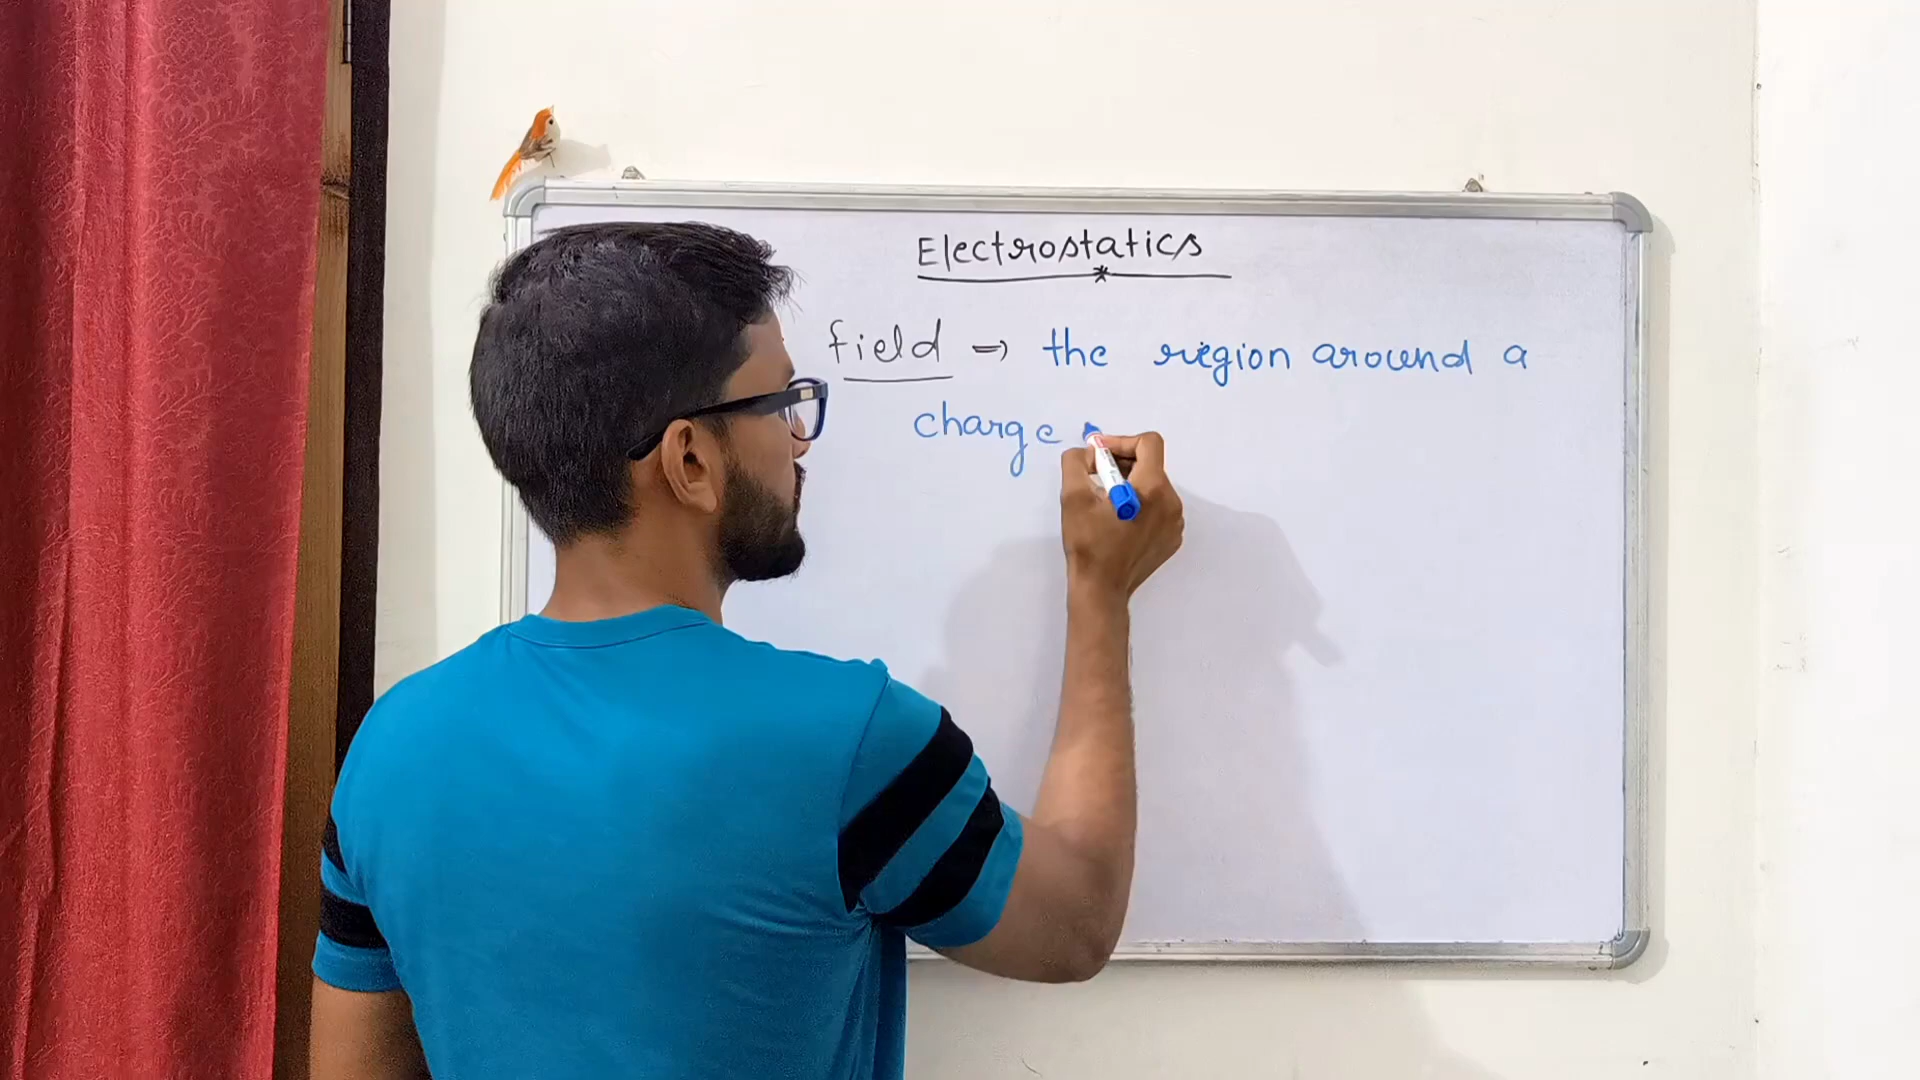 Electrostatics
field ⇒ the region around a
charge